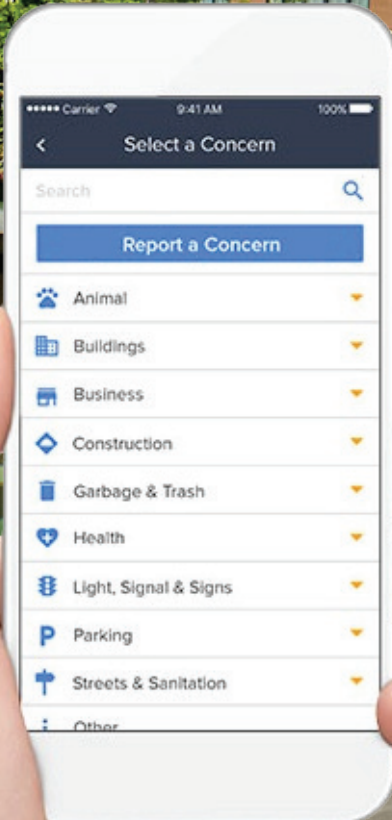 Carrier 9:41 AM 100%
Select a Concern
Search
Report a Concern
Animal
Buildings
Business
Construction
Garbage & Trash
Health
Light, Signal & Signs
P Parking
Streets & Sanitation
Other